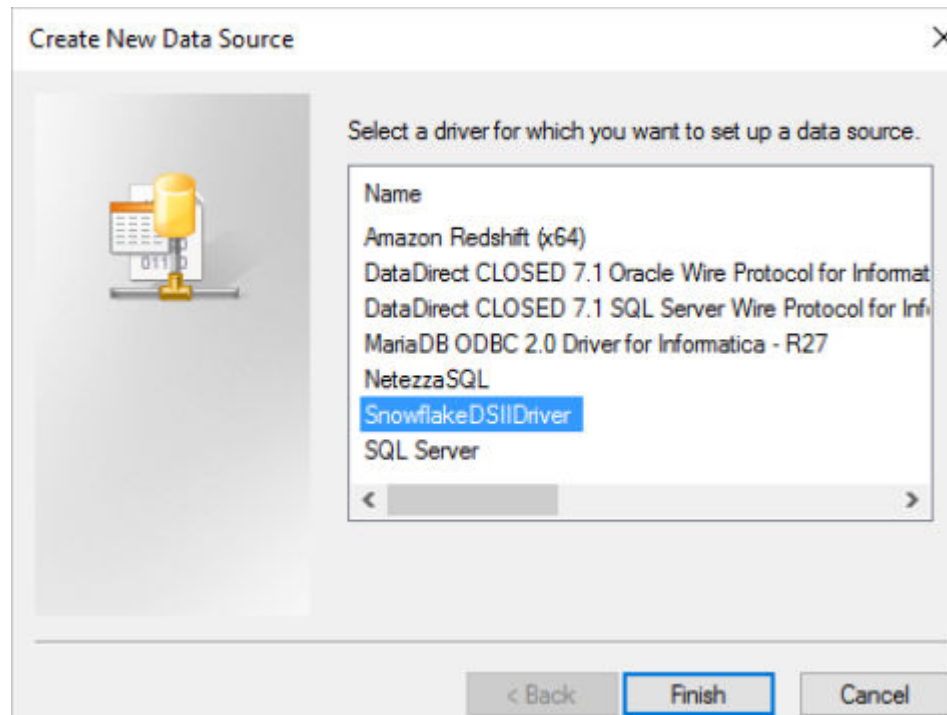 Create New Data Source
Select a driver for which you want to set up a data source.
Name
Amazon Redshift (x64)
DataDirect CLOSED 7.1 Oracle Wire Protocol for Informat
DataDirect CLOSED 7.1 SQL Server Wire Protocol for Inf
MariaDB ODBC 2.0 Driver for Informatica - R27
NetezzaSQL
SnowflakeDSIIDriver
SQL Server
< Back Finish Cancel